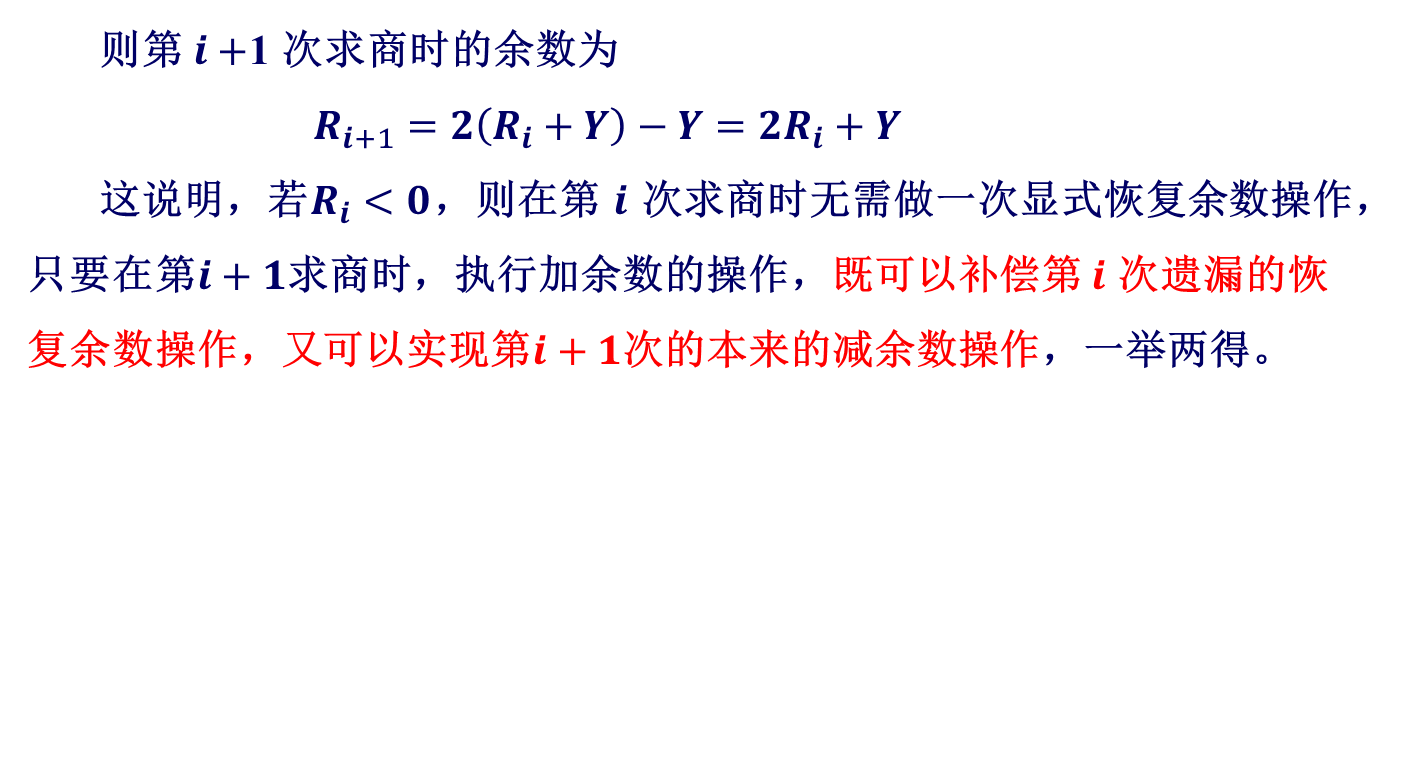 则第 i +1 次求商时的余数为
R_{i+1} = 2(R_i + Y) − Y = 2R_i + Y
这说明，若R_i < 0，则在第 i 次求商时无需做一次显式恢复余数操作，
只要在第i + 1求商时，执行加余数的操作，既可以补偿第 i 次遗漏的恢
复余数操作，又可以实现第i + 1次的本来的减余数操作，一举两得。